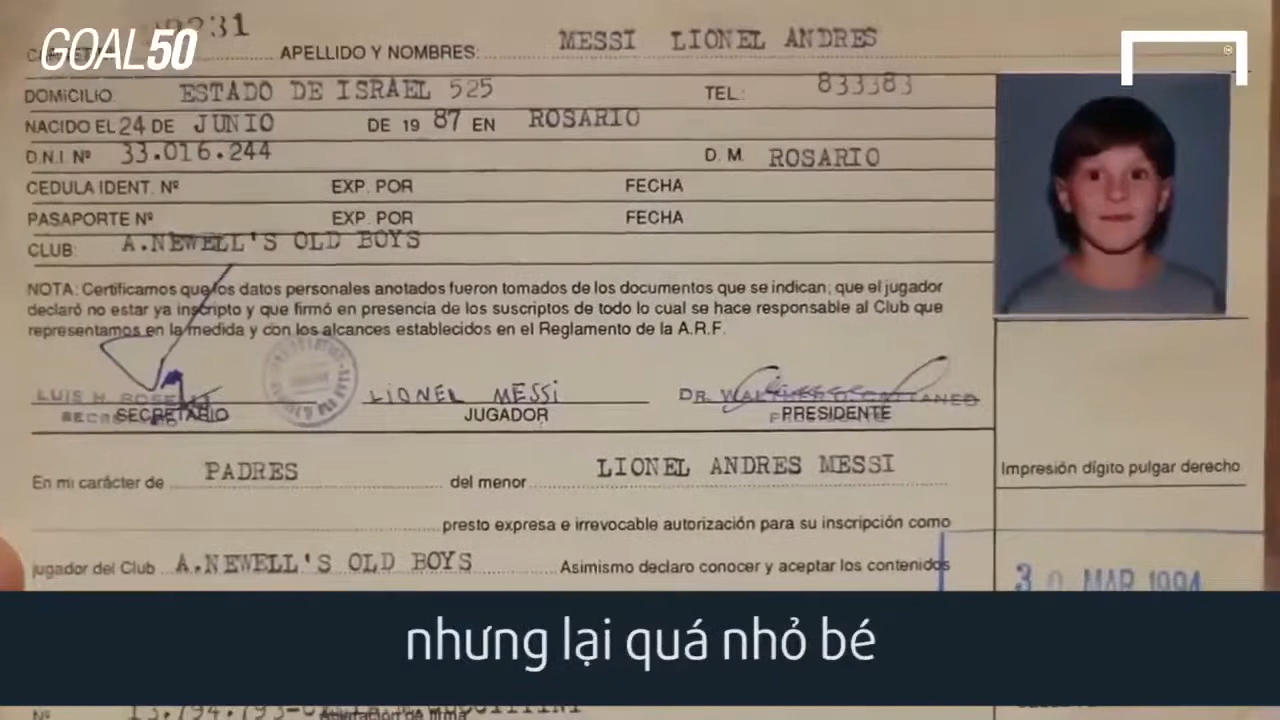 GOAL50
APELLIDO Y NOMBRES: MESSI LIONEL ANDRES
DOMICILIO ESTADO DE ISRAEL 525 TEL.: 833383
NACIDO EL 24 DE JUNIO DE 19 87 EN ROSARIO
D.N.I. Nº 33.016.244 D. M. ROSARIO
CEDULA IDENT. Nº EXP. POR FECHA
PASAPORTE Nº EXP. POR FECHA
CLUB: A.NEWELL'S OLD BOYS
NOTA: Certificamos que los datos personales anotados fueron tomados de los documentos que se indican; que el jugador
declaró no estar ya inscripto y que firmó en presencia de los suscriptos de todo lo cual se hace responsable al Club que
representamos en la medida y con los alcances establecidos en el Reglamento de la A.R.F.
LIONEL MESSI
SECRETARIO JUGADOR PRESIDENTE
En mi carácter de PADRES del menor LIONEL ANDRES MESSI
Impresión dígito pulgar derecho
presto expresa e irrevocable autorización para su inscripción como
jugador del Club A.NEWELL'S OLD BOYS Asimismo declaro conocer y aceptar los contenidos
30 MAR 1994
nhưng lại quá nhỏ bé